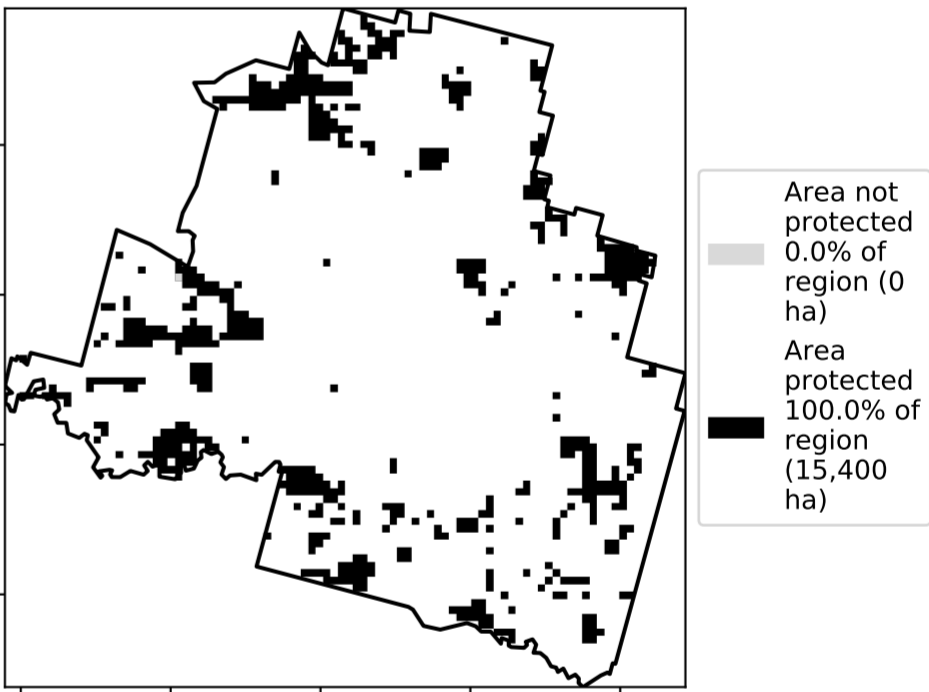 Area not
protected
0.0% of
region (0
ha)
Area
protected
100.0% of
region
(15,400
ha)